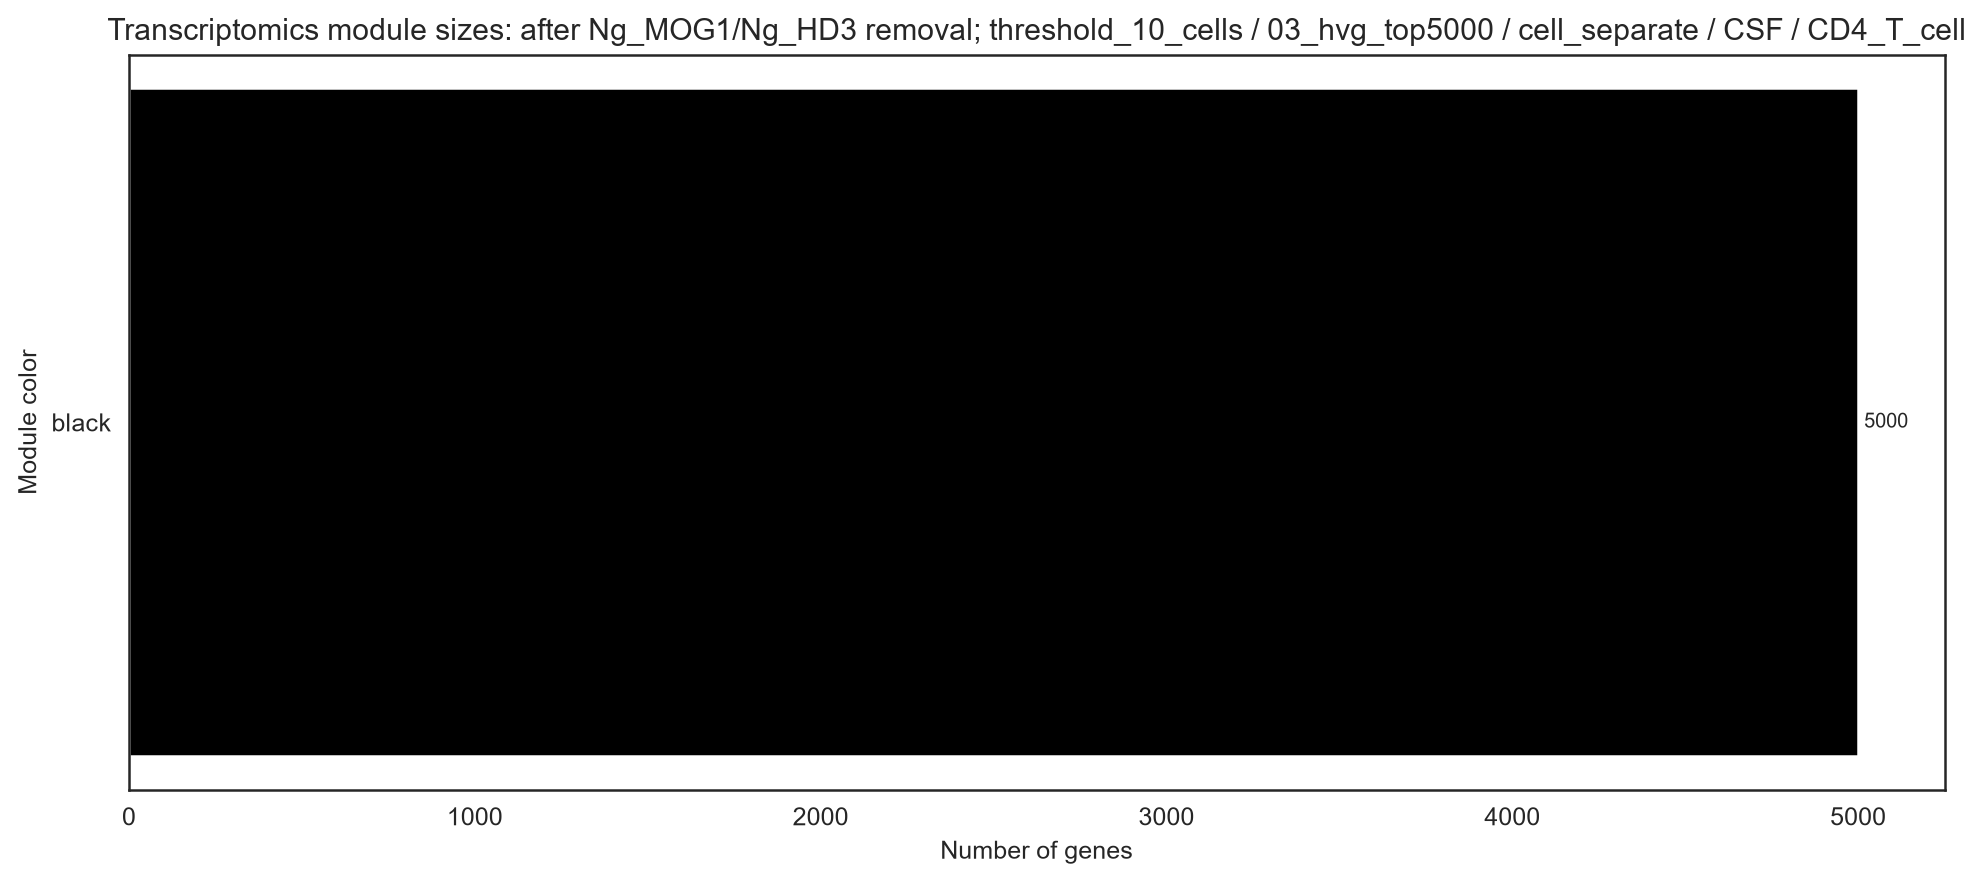 Transcriptomics module sizes: after Ng_MOG1/Ng_HD3 removal; threshold_10_cells / 03_hvg_top5000 / cell_separate / CSF / CD4_T_cell
Module color
black
5000
0 1000 2000 3000 4000 5000
Number of genes